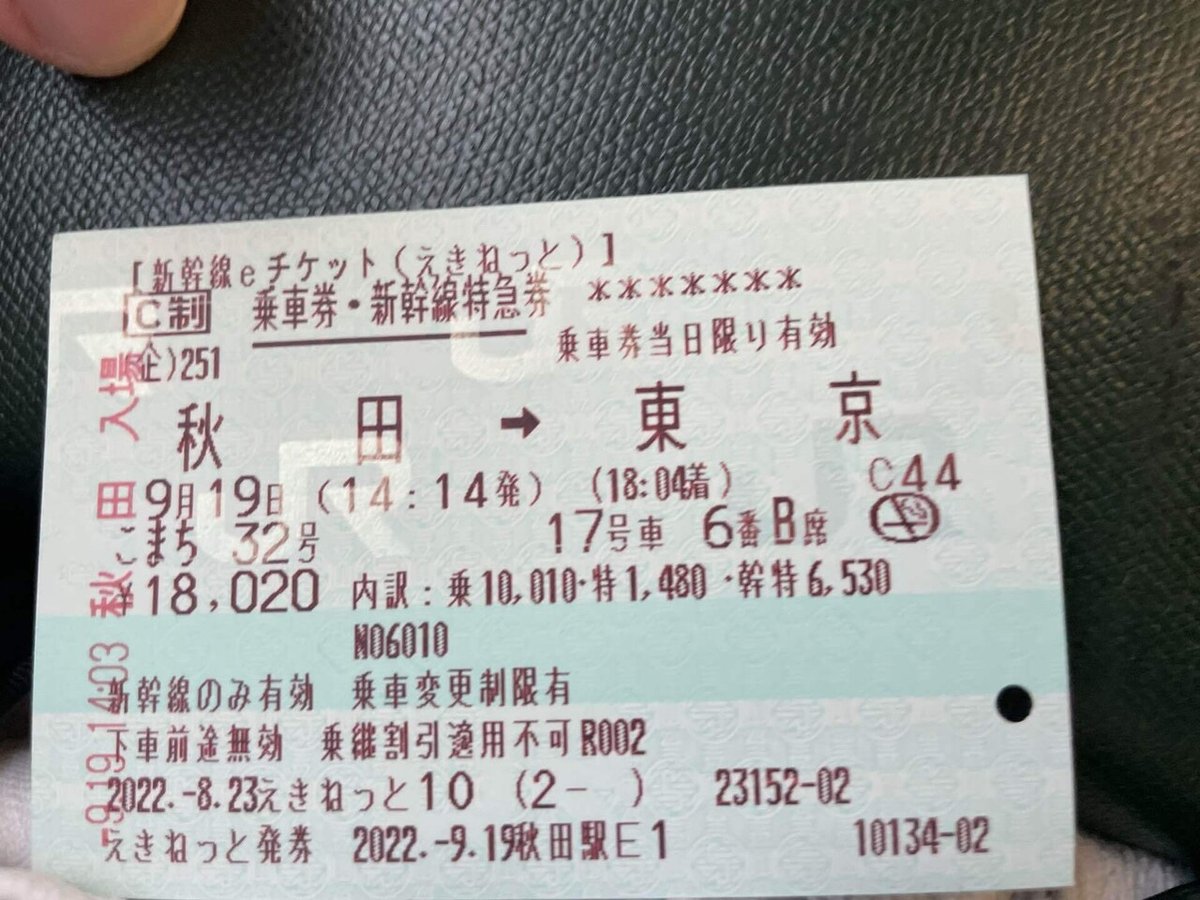 [新幹線eチケット(えきねっと)]
C制 乗車券・新幹線特急券 *******
企)251 乗車券当日限り有効
秋田 → 東京
9月19日 (14:14発) (18:04着) C44
こまち 32号 17号車 6番B席
¥18,020 内訳:乗10,010・特1,480・幹特6,530
N06010
新幹線のみ有効 乗車変更制限有
下車前途無効 乗継割引適用不可R002
2022.-8.23えきねっと10 (2- ) 23152-02
えきねっと発券 2022.-9.19秋田駅E1 10134-02
-9.19.14:03 秋田 入場
JR